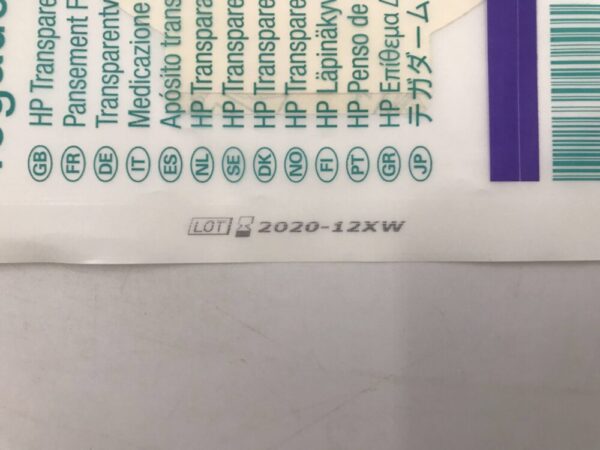 GB HP Transpare
FR Pansement F
DE Transparentv
IT Medicazione
ES Apósito trans
NL HP Transpara
SE HP Transpare
DK HP Transpare
NO HP Transpare
FI HP Läpinäkyv
PT HP Penso de
GR HP Επίθεμα Δ
JP テガダーム
LOT 2020-12XW